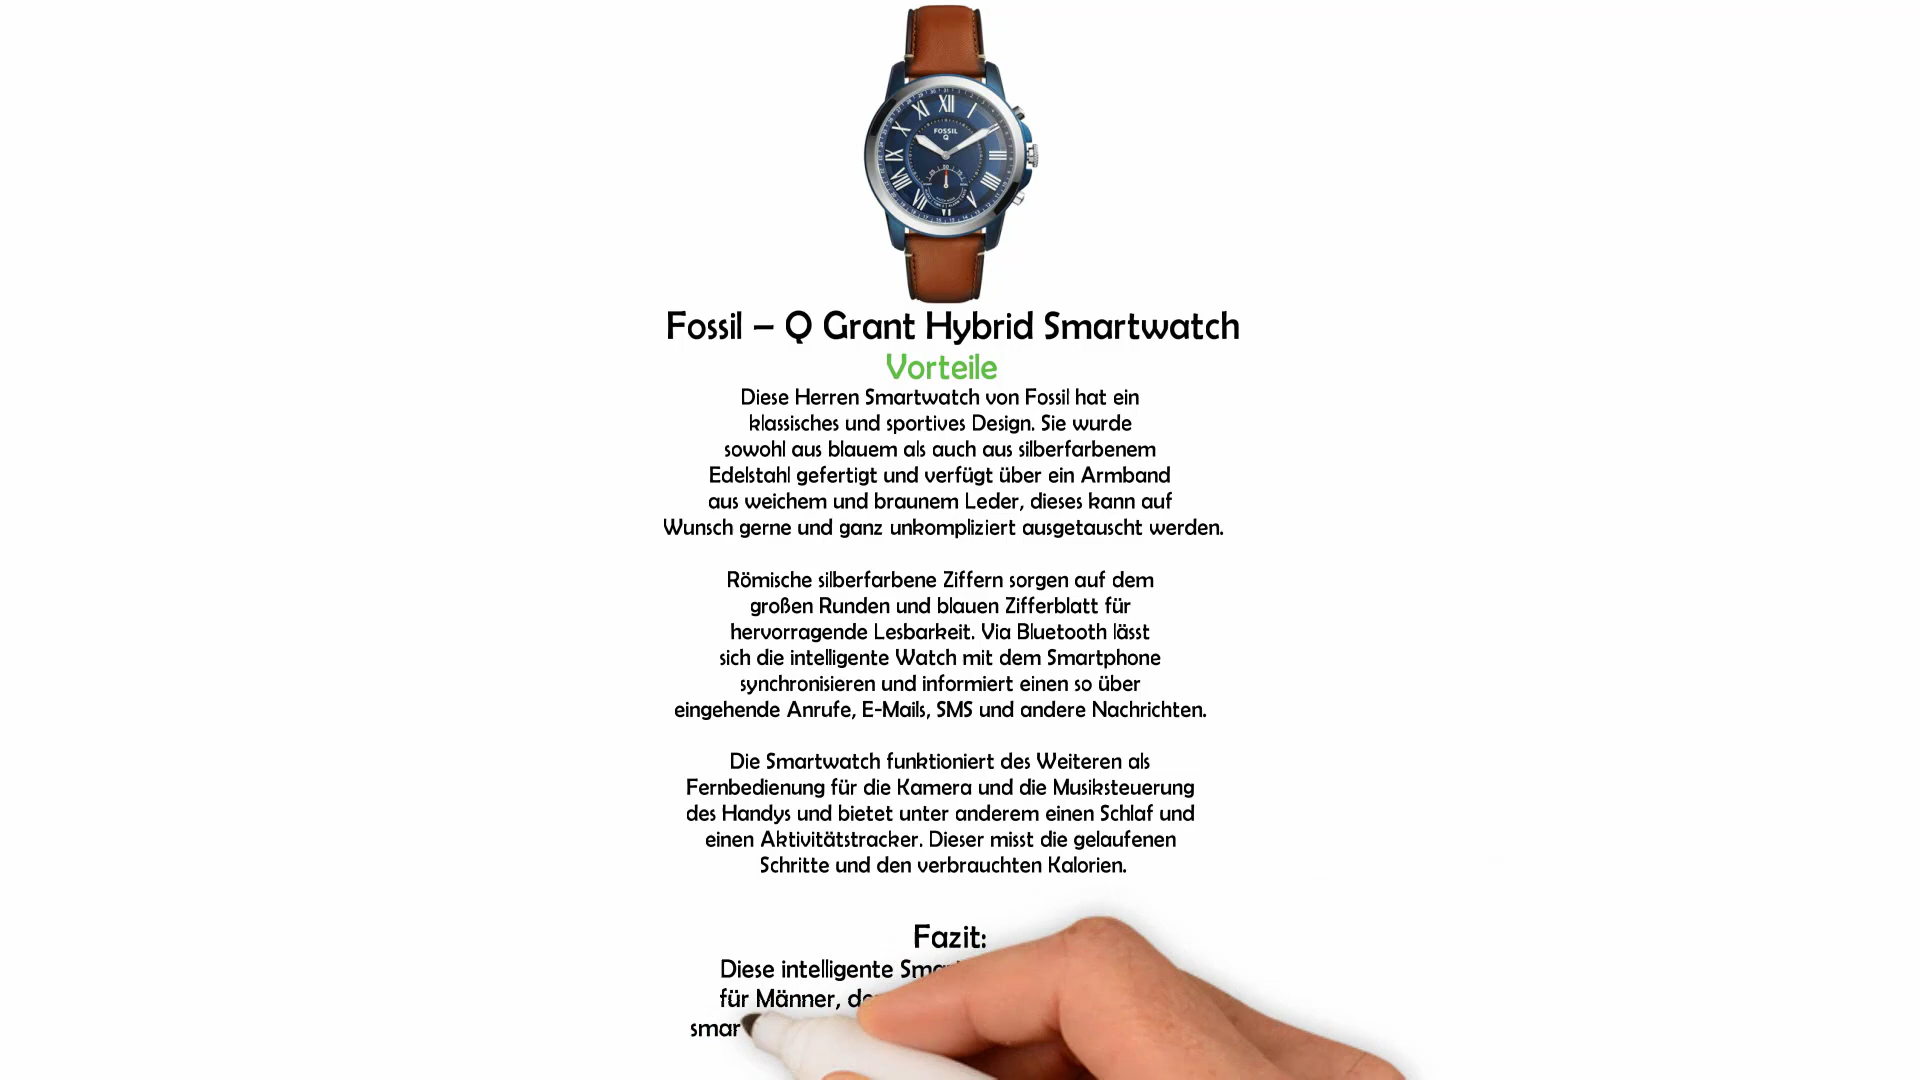 FOSSIL
Q
Fossil – Q Grant Hybrid Smartwatch
Vorteile
Diese Herren Smartwatch von Fossil hat ein
klassisches und sportives Design. Sie wurde
sowohl aus blauem als auch aus silberfarbenem
Edelstahl gefertigt und verfügt über ein Armband
aus weichem und braunem Leder, dieses kann auf
Wunsch gerne und ganz unkompliziert ausgetauscht werden.
Römische silberfarbene Ziffern sorgen auf dem
großen Runden und blauen Zifferblatt für
hervorragende Lesbarkeit. Via Bluetooth lässt
sich die intelligente Watch mit dem Smartphone
synchronisieren und informiert einen so über
eingehende Anrufe, E-Mails, SMS und andere Nachrichten.
Die Smartwatch funktioniert des Weiteren als
Fernbedienung für die Kamera und die Musiksteuerung
des Handys und bietet unter anderem einen Schlaf und
einen Aktivitätstracker. Dieser misst die gelaufenen
Schritte und den verbrauchten Kalorien.
Fazit:
Diese intelligente
für Männer,
smar